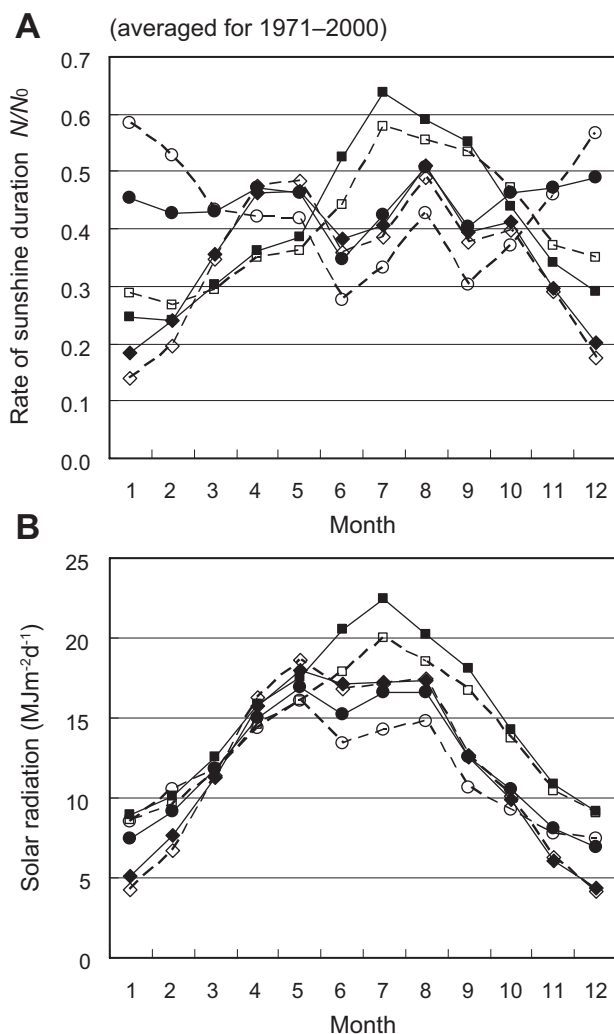 A (averaged for 1971–2000)
0.7
0.6
0.5
0.4
0.3
0.2
0.1
0.0
Rate of sunshine duration N/N₀
1 2 3 4 5 6 7 8 9 10 11 12
Month
B
25
20
15
10
5
0
Solar radiation (MJm⁻²d⁻¹)
1 2 3 4 5 6 7 8 9 10 11 12
Month